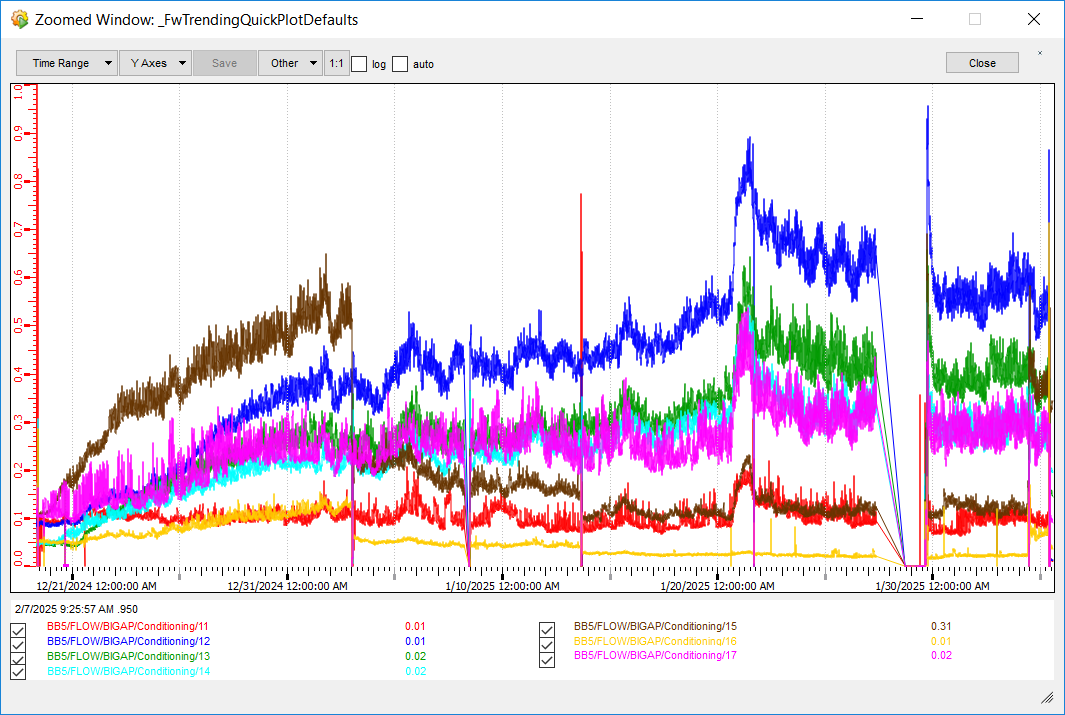 Zoomed Window: _FwTrendingQuickPlotDefaults
Time Range Y Axes Save Other 1:1 log auto Close
1.0
0.9
0.8
0.7
0.6
0.5
0.4
0.3
0.2
0.1
0.0
12/21/2024 12:00:00 AM 12/31/2024 12:00:00 AM 1/10/2025 12:00:00 AM 1/20/2025 12:00:00 AM 1/30/2025 12:00:00 AM
2/7/2025 9:25:57 AM .950
BB5/FLOW/BIGAP/Conditioning/11 0.01
BB5/FLOW/BIGAP/Conditioning/12 0.01
BB5/FLOW/BIGAP/Conditioning/13 0.02
BB5/FLOW/BIGAP/Conditioning/14 0.02
BB5/FLOW/BIGAP/Conditioning/15 0.31
BB5/FLOW/BIGAP/Conditioning/16 0.01
BB5/FLOW/BIGAP/Conditioning/17 0.02